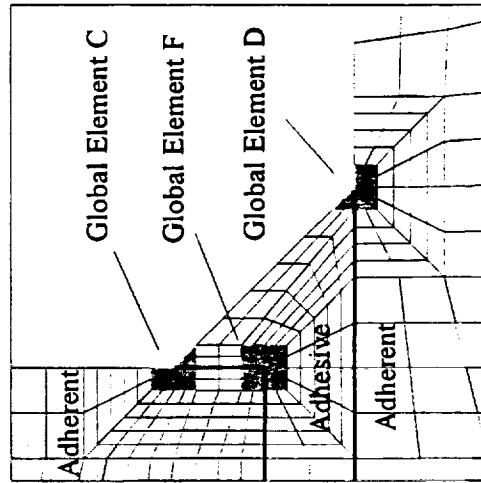 Global Element C
Global Element F
Global Element D
Adherent
Adhesive
Adherent